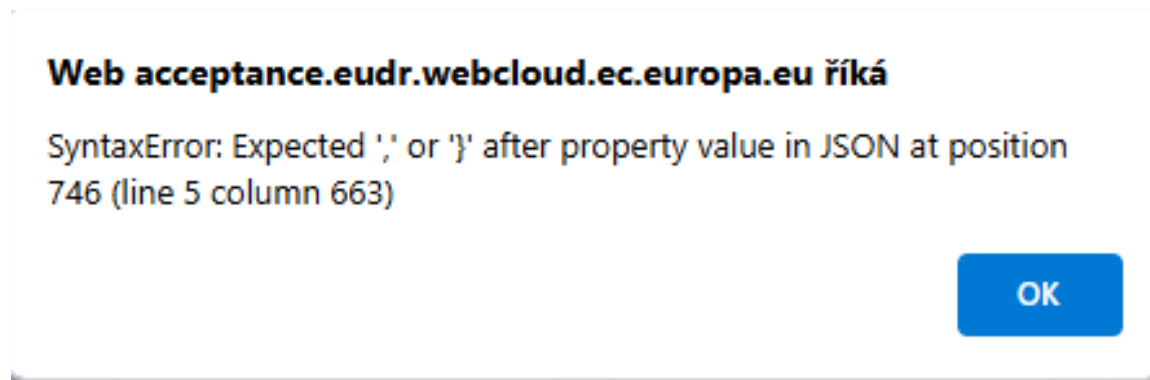 Web acceptance.eudr.webcloud.ec.europa.eu říká
SyntaxError: Expected ',' or '}' after property value in JSON at position
746 (line 5 column 663)
OK